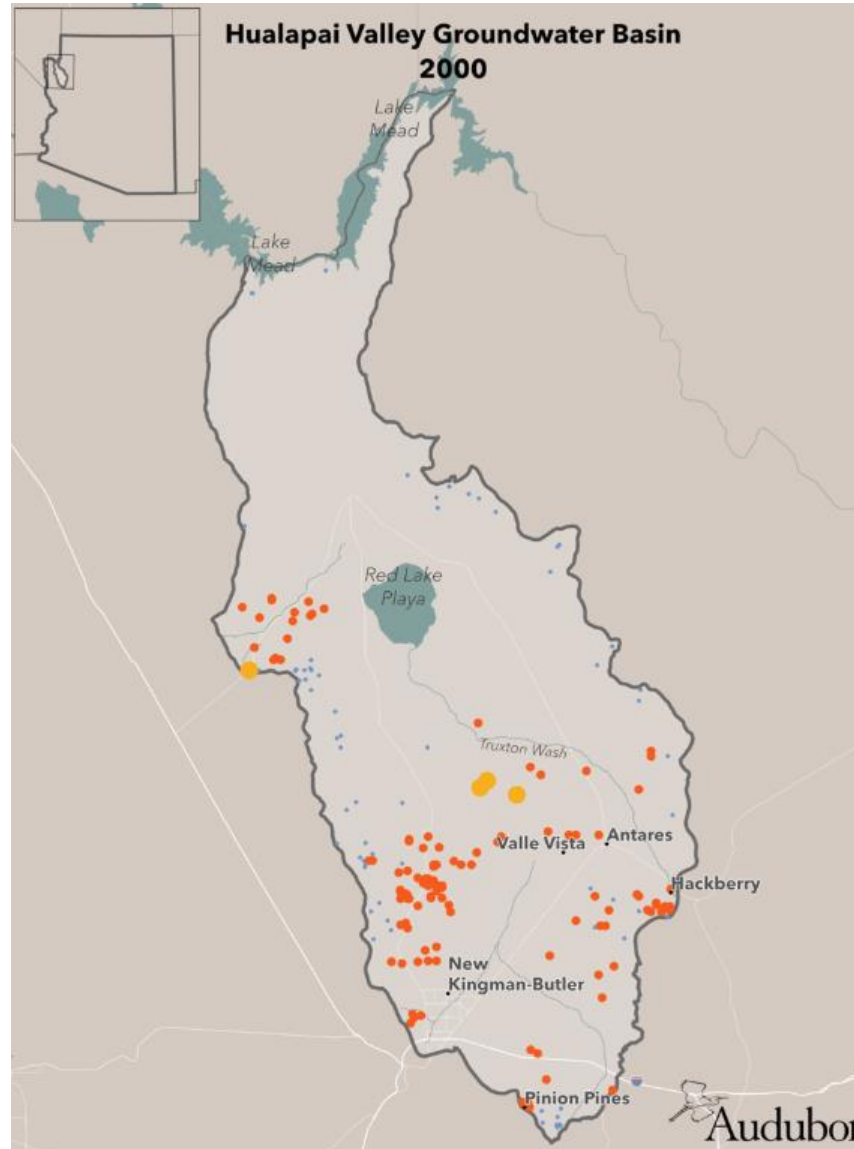 Hualapai Valley Groundwater Basin
2000
Lake
Mead
Lake
Mead
Red Lake
Playa
Truxton Wash
Valle Vista
Antares
Hackberry
New
Kingman-Butler
Pinion Pines
Audubon